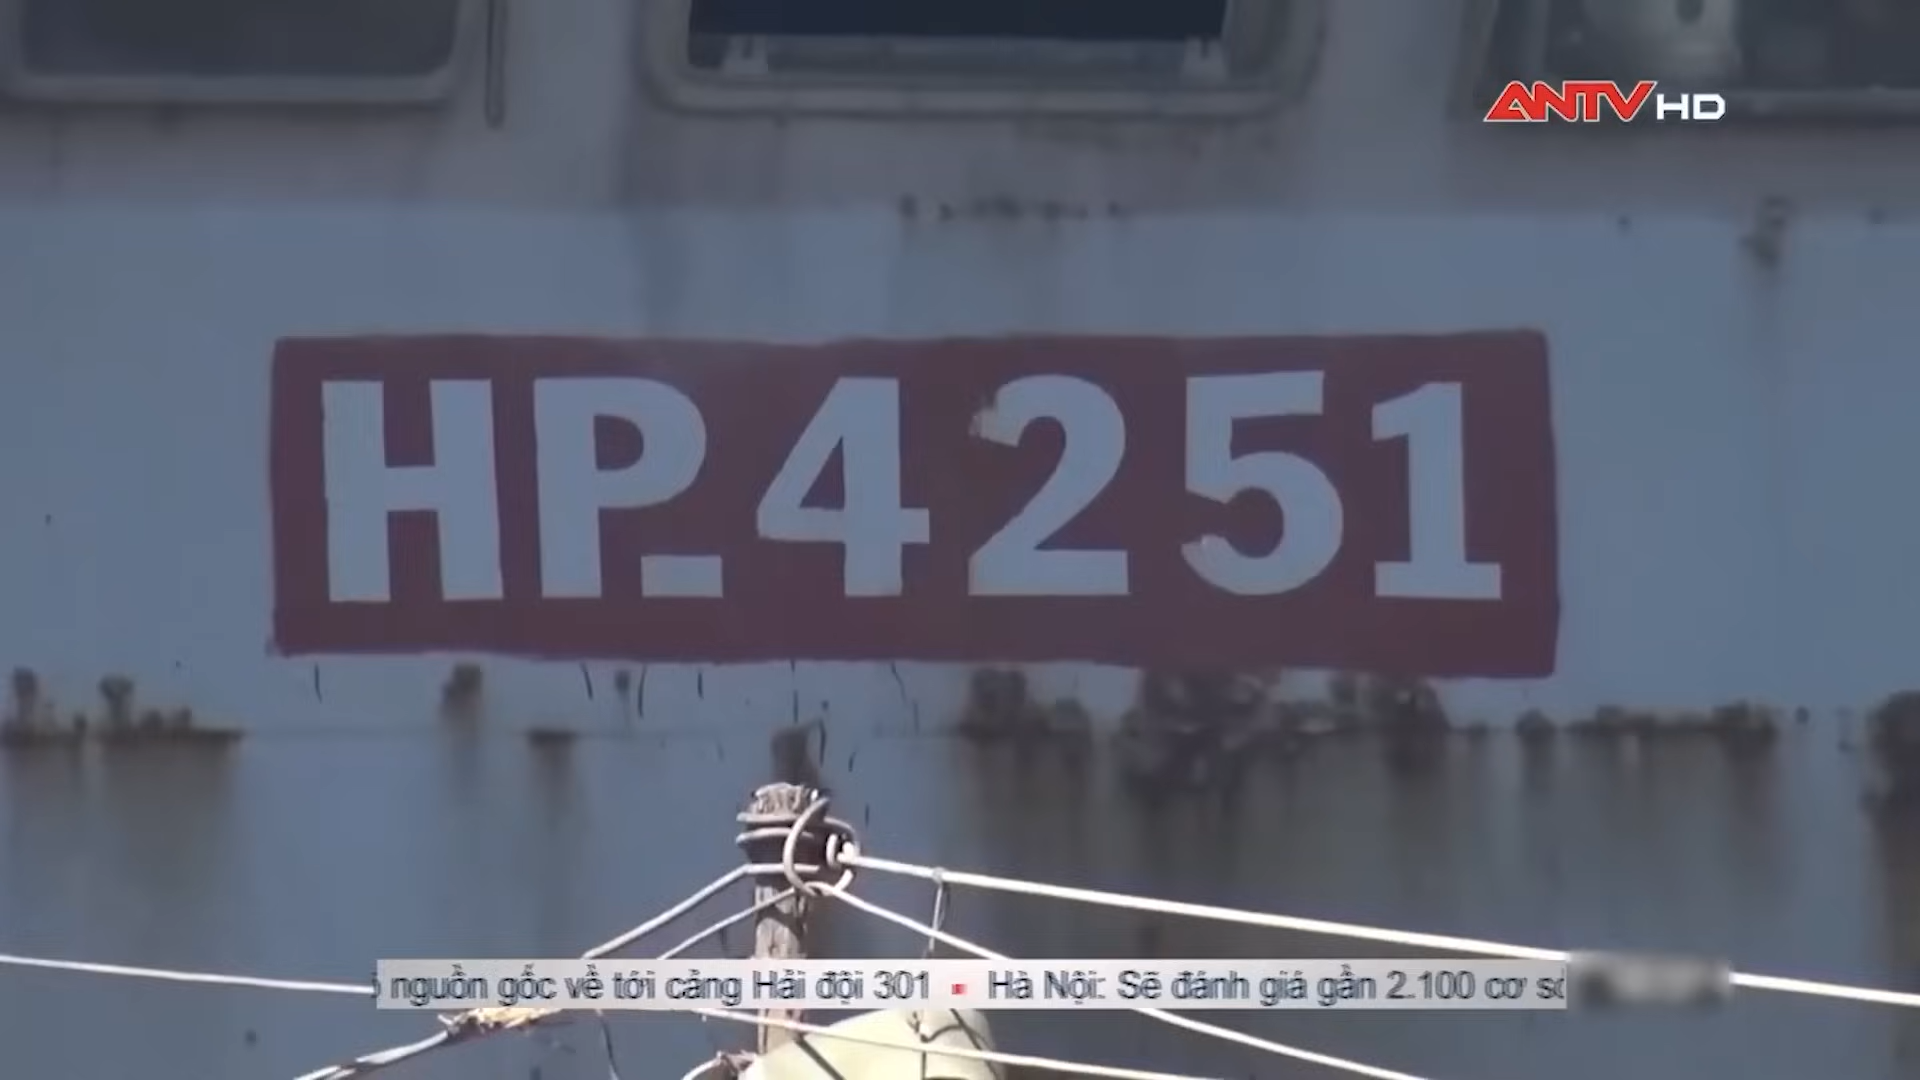 ANTV HD
HP-4251
nguồn gốc về tới cảng Hải đội 301 ▪ Hà Nội: Sẽ đánh giá gần 2.100 cơ